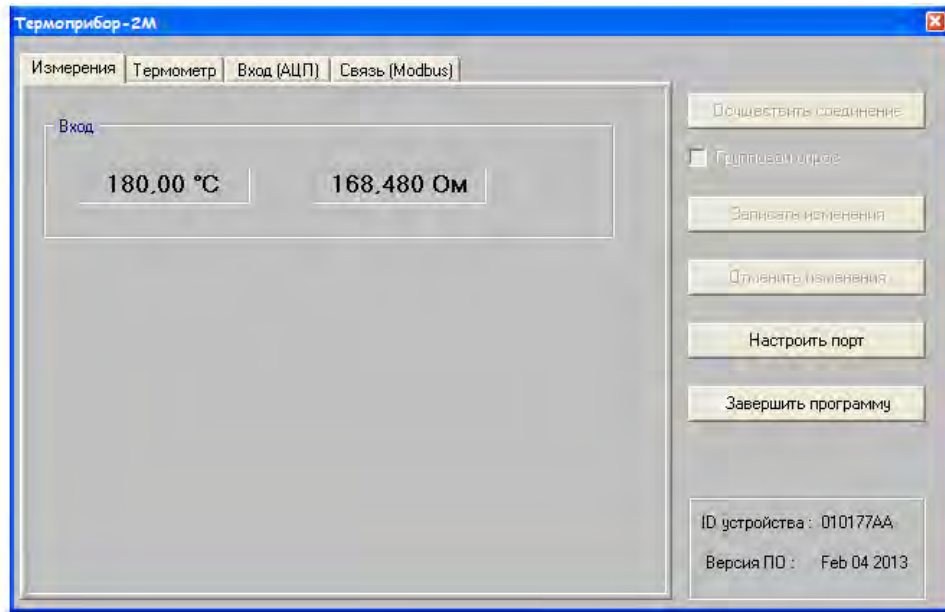 Термоприбор-2М
Измерения Термометр Вход (АЦП) Связь (Modbus)
Вход
180,00 °C 168,480 Ом
Осуществить соединение
Групповой опрос
Записать изменения
Отменить изменения
Настроить порт
Завершить программу
ID устройства : 010177AA
Версия ПО : Feb 04 2013